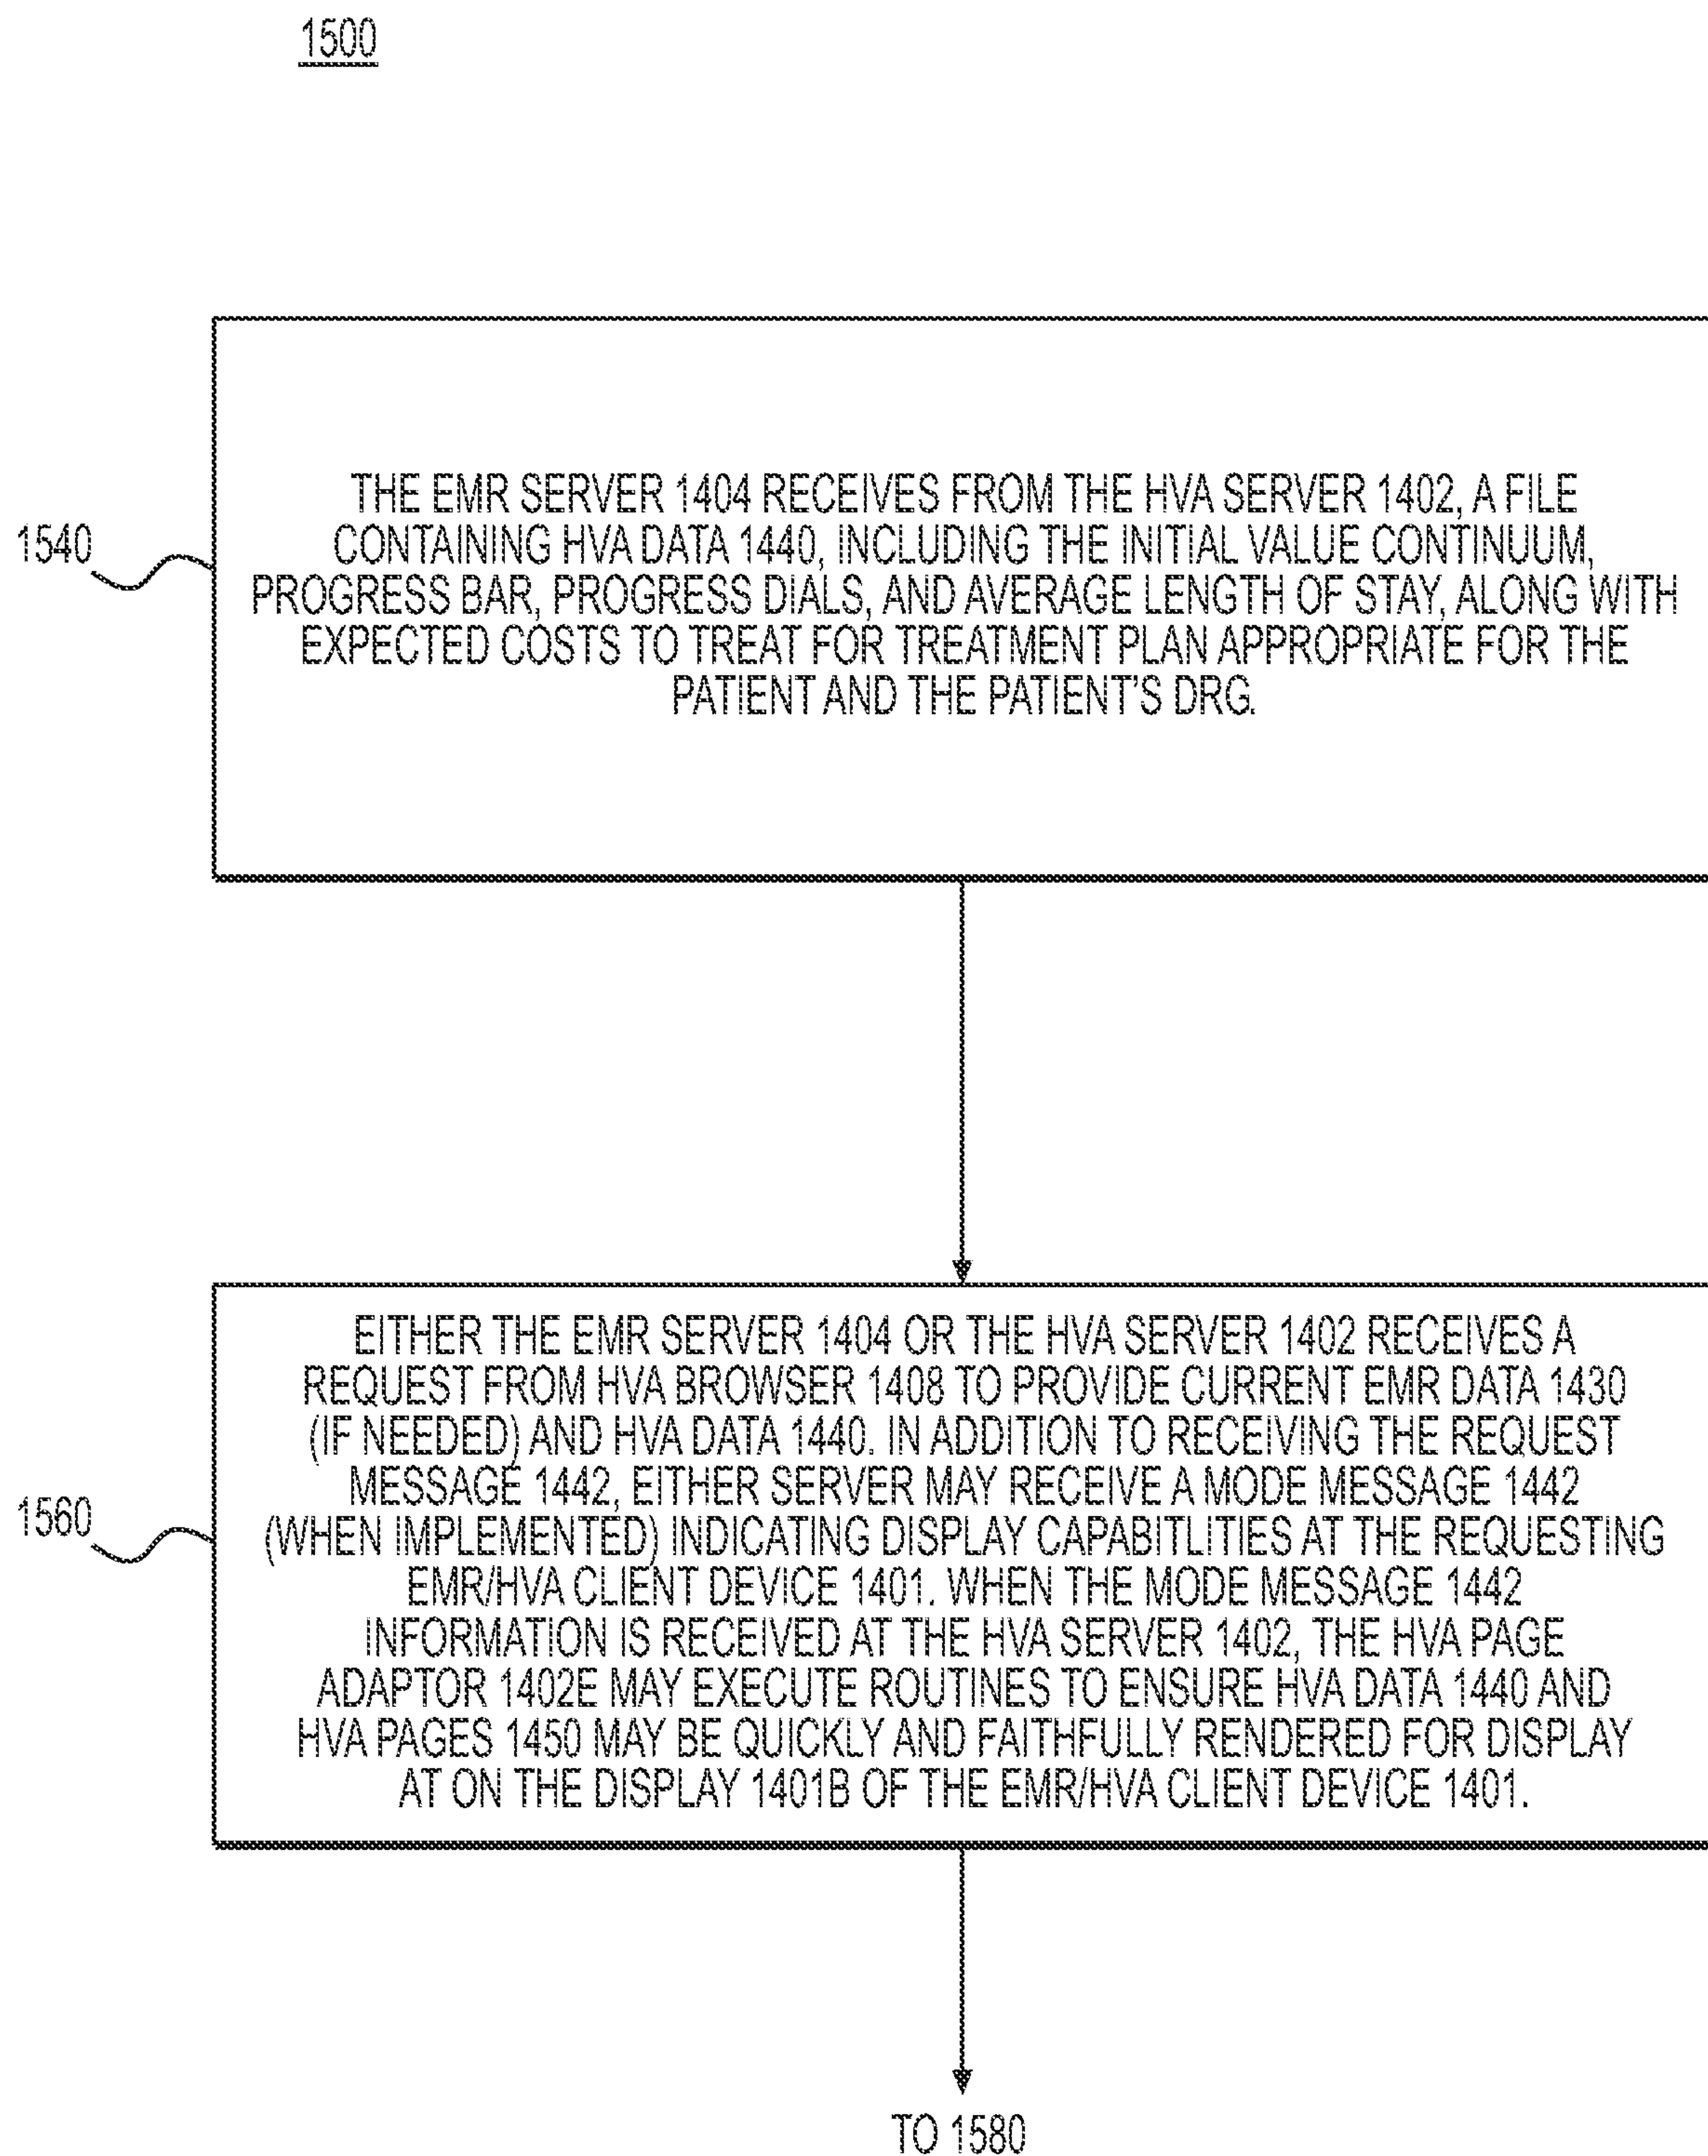 1500
1540
THE EMR SERVER 1404 RECEIVES FROM THE HVA SERVER 1402, A FILE
CONTAINING HVA DATA 1440, INCLUDING THE INITIAL VALUE CONTINUUM,
PROGRESS BAR, PROGRESS DIALS, AND AVERAGE LENGTH OF STAY, ALONG WITH
EXPECTED COSTS TO TREAT FOR TREATMENT PLAN APPROPRIATE FOR THE
PATIENT AND THE PATIENT'S DRG.
1560
EITHER THE EMR SERVER 1404 OR THE HVA SERVER 1402 RECEIVES A
REQUEST FROM HVA BROWSER 1408 TO PROVIDE CURRENT EMR DATA 1430
(IF NEEDED) AND HVA DATA 1440. IN ADDITION TO RECEIVING THE REQUEST
MESSAGE 1442, EITHER SERVER MAY RECEIVE A MODE MESSAGE 1442
(WHEN IMPLEMENTED) INDICATING DISPLAY CAPABITLITIES AT THE REQUESTING
EMR/HVA CLIENT DEVICE 1401. WHEN THE MODE MESSAGE 1442
INFORMATION IS RECEIVED AT THE HVA SERVER 1402, THE HVA PAGE
ADAPTOR 1402E MAY EXECUTE ROUTINES TO ENSURE HVA DATA 1440 AND
HVA PAGES 1450 MAY BE QUICKLY AND FAITHFULLY RENDERED FOR DISPLAY
AT ON THE DISPLAY 1401B OF THE EMR/HVA CLIENT DEVICE 1401.
TO 1580